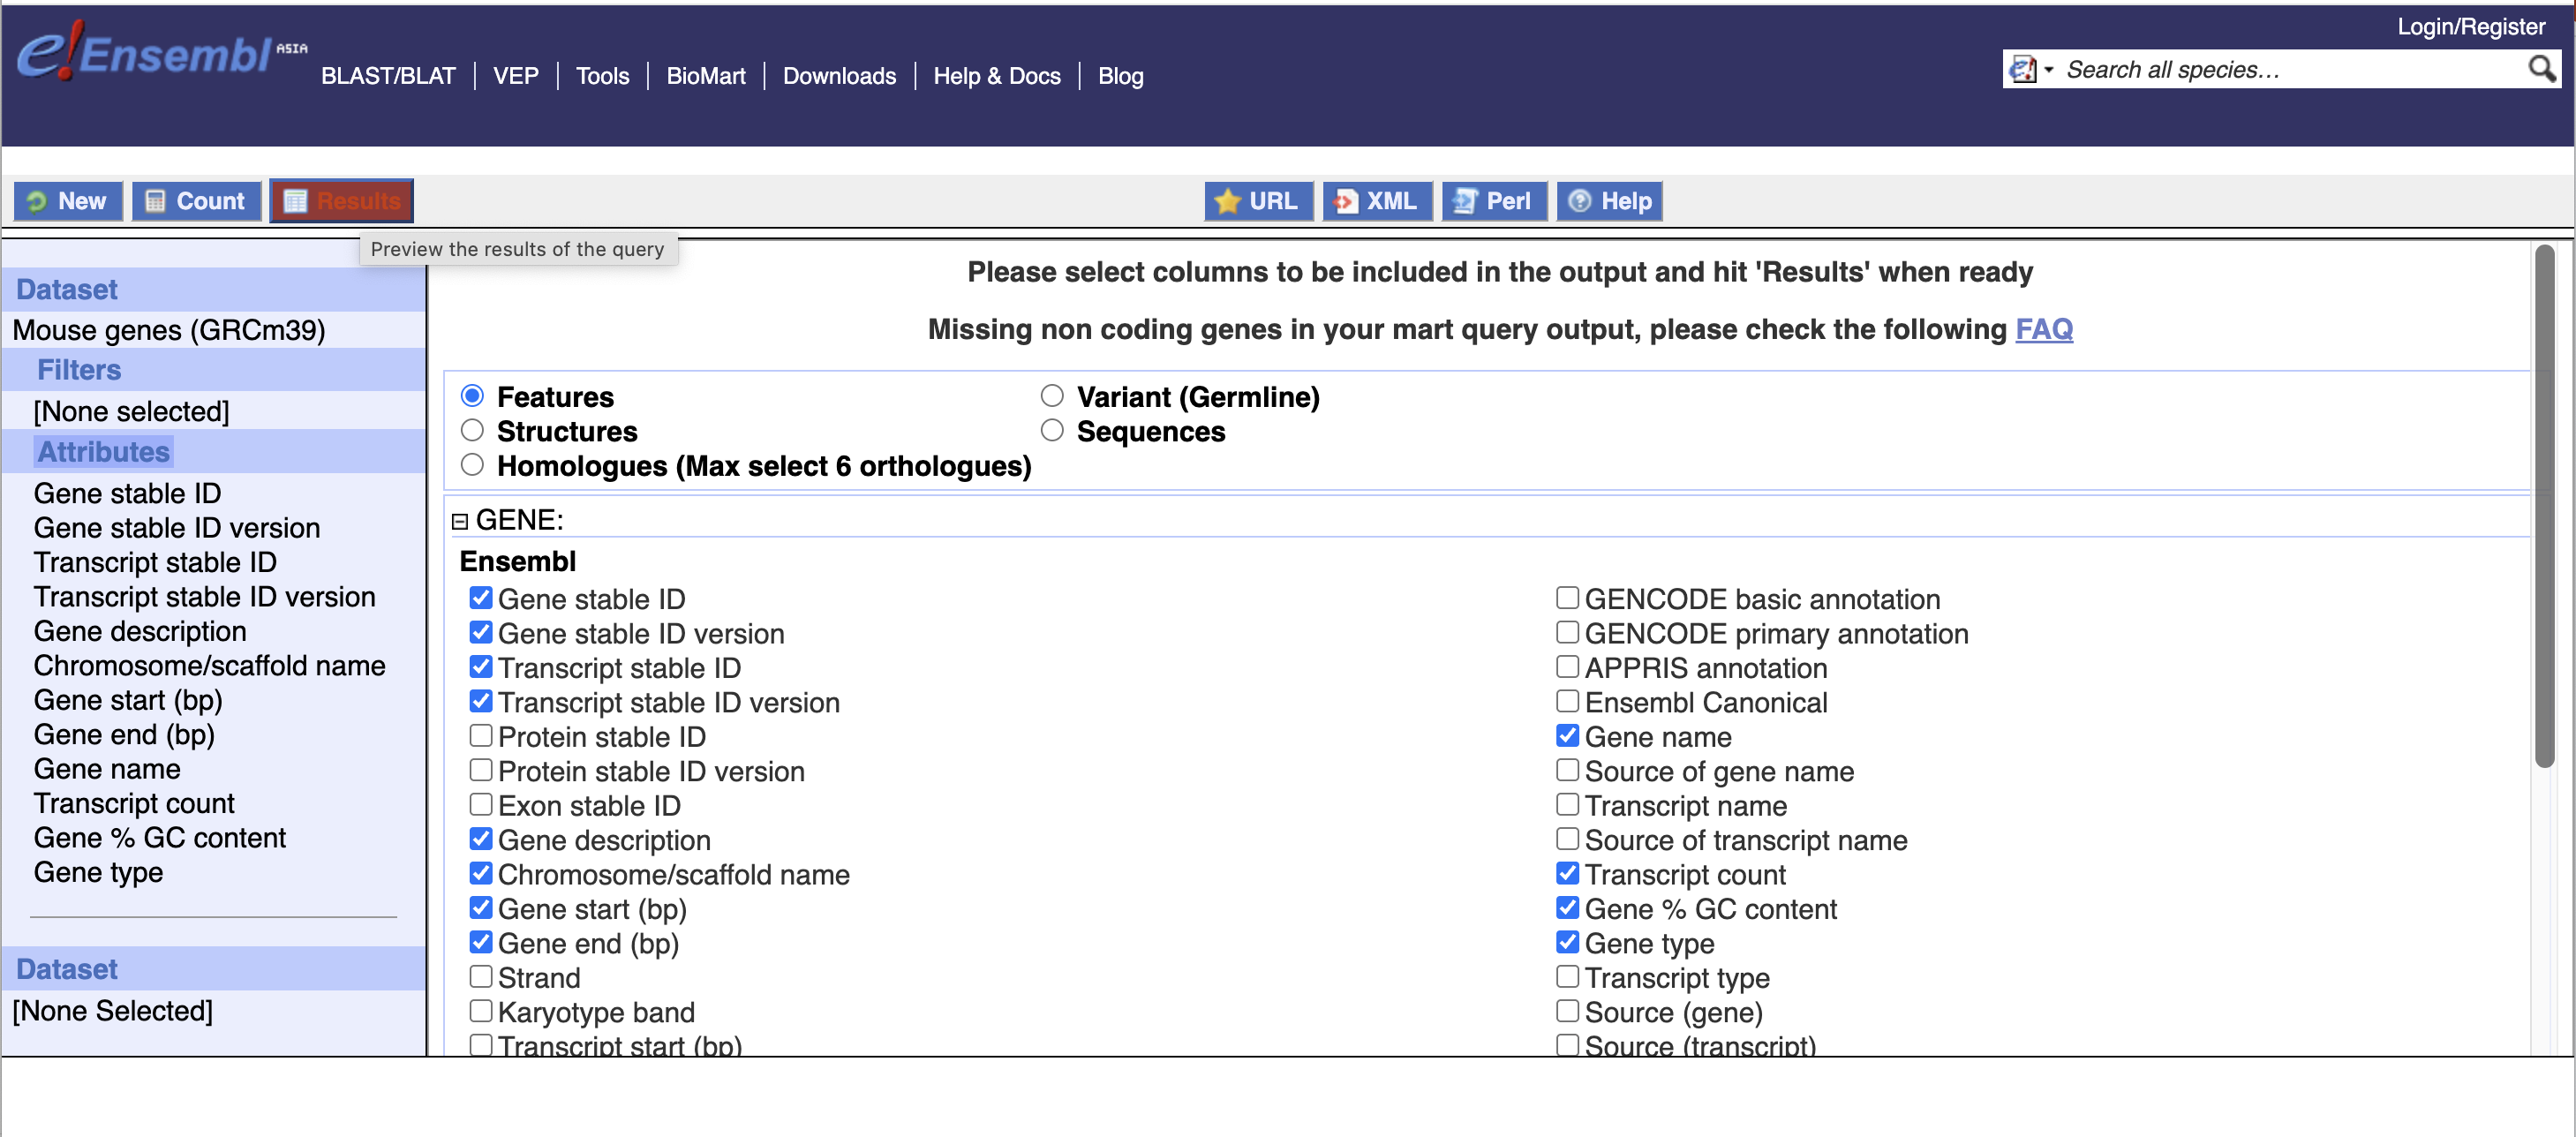 Login/Register
e!Ensembl ASIA
BLAST/BLAT | VEP | Tools | BioMart | Downloads | Help & Docs | Blog
Search all species...
New Count Results
URL XML Perl Help
Preview the results of the query
Dataset
Mouse genes (GRCm39)
Filters
[None selected]
Attributes
Gene stable ID
Gene stable ID version
Transcript stable ID
Transcript stable ID version
Gene description
Chromosome/scaffold name
Gene start (bp)
Gene end (bp)
Gene name
Transcript count
Gene % GC content
Gene type
Dataset
[None Selected]
Please select columns to be included in the output and hit 'Results' when ready
Missing non coding genes in your mart query output, please check the following FAQ
Features
Structures
Homologues (Max select 6 orthologues)
Variant (Germline)
Sequences
GENE:
Ensembl
Gene stable ID
Gene stable ID version
Transcript stable ID
Transcript stable ID version
Protein stable ID
Protein stable ID version
Exon stable ID
Gene description
Chromosome/scaffold name
Gene start (bp)
Gene end (bp)
Strand
Karyotype band
Transcript start (bp)
GENCODE basic annotation
GENCODE primary annotation
APPRIS annotation
Ensembl Canonical
Gene name
Source of gene name
Transcript name
Source of transcript name
Transcript count
Gene % GC content
Gene type
Transcript type
Source (gene)
Source (transcript)